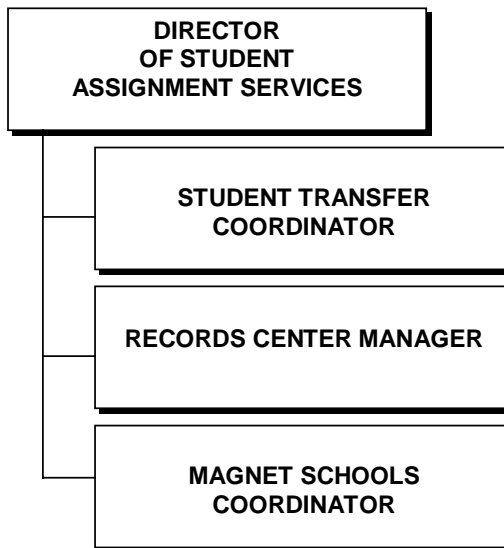 DIRECTOR
OF STUDENT
ASSIGNMENT SERVICES
STUDENT TRANSFER
COORDINATOR
RECORDS CENTER MANAGER
MAGNET SCHOOLS
COORDINATOR